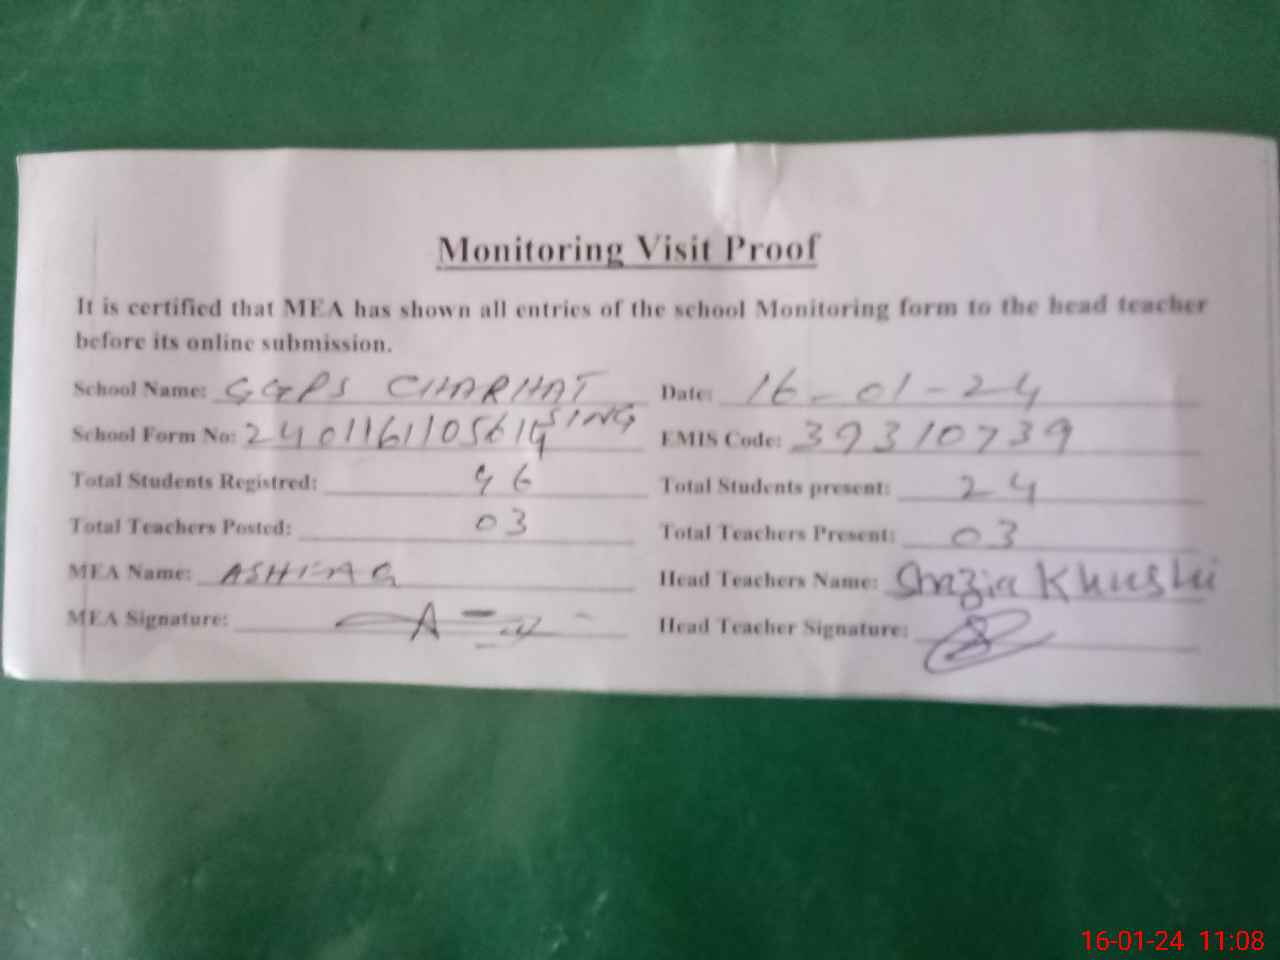 Monitoring Visit Proof
It is certified that MEA has shown all entries of the school Monitoring form to the head teacher
before its online submission.
School Name: GGPS CHARHAT SING Date: 16-01-24
School Form No: EMIS Code: 39310739
Total Students Registred: 46 Total Students present: 24
Total Teachers Posted: 03 Total Teachers Present: 03
MEA Name: ASHFAQ Head Teachers Name: Shazia Khushi
MEA Signature: Head Teacher Signature:
16-01-24 11:08